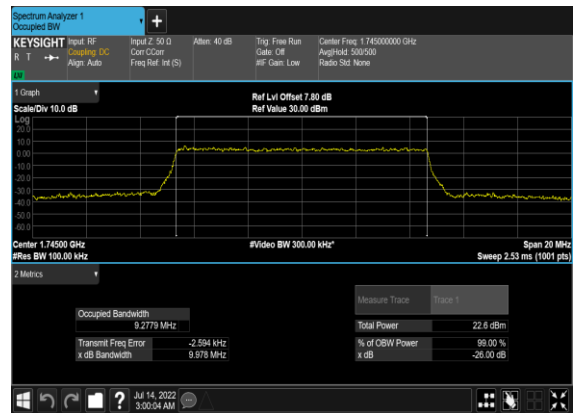 Spectrum Analyzer 1
Occupied BW
KEYSIGHT
R T
LW
Input: RF
Coupling: DC
Align: Auto
Input Z: 50 Ω
Corr CCorr
Freq Ref: Int (S)
Atten: 40 dB
Trig: Free Run
Gate: Off
#IF Gain: Low
Center Freq: 1.745000000 GHz
Avg|Hold: 500/500
Radio Std: None
1 Graph
Scale/Div 10.0 dB
Ref Lvl Offset 7.80 dB
Ref Value 30.00 dBm
Log
20.0
10.0
0.00
-10.0
-20.0
-30.0
-40.0
-50.0
-60.0
Center 1.74500 GHz
#Res BW 100.00 kHz
#Video BW 300.00 kHz*
Span 20 MHz
Sweep 2.53 ms (1001 pts)
2 Metrics
Measure Trace Trace 1
Occupied Bandwidth
9.2779 MHz
Total Power 22.6 dBm
Transmit Freq Error -2.594 kHz
% of OBW Power 99.00 %
x dB Bandwidth 9.978 MHz
x dB -26.00 dB
Jul 14, 2022
3:00:04 AM